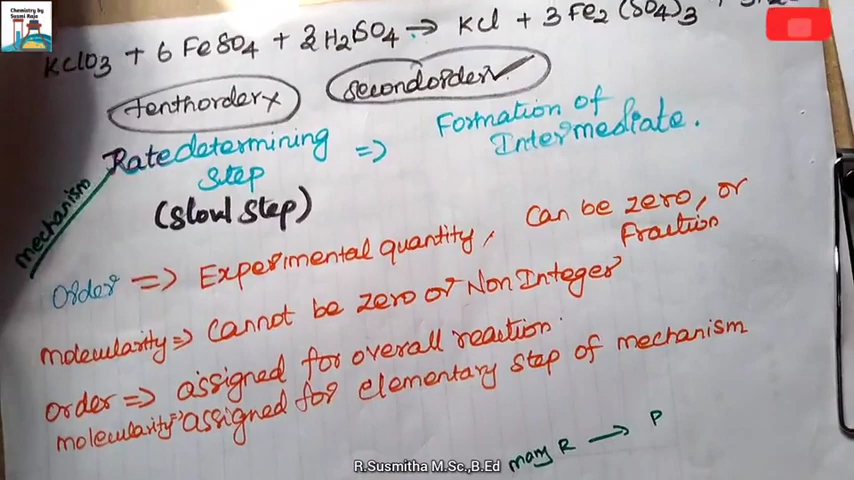 Chemistry by
Susmi Raja
KClO3 + 6 FeSO4 + 3 H2SO4 → KCl + 3 Fe2 (SO4)3 +
tenthorder x
secondorder ✓
Ratedetermining Step ⇒ Formation of Intermediate.
(Slow Step)
mechanism
Order ⇒ Experimental quantity, Can be zero, or Fraction
molecularity ⇒ Cannot be zero or Non Integer
Order ⇒ assigned for overall reaction
molecularity ⇒ assigned for elementary step of mechanism
many R → P
R.Susmitha M.Sc.,B.Ed